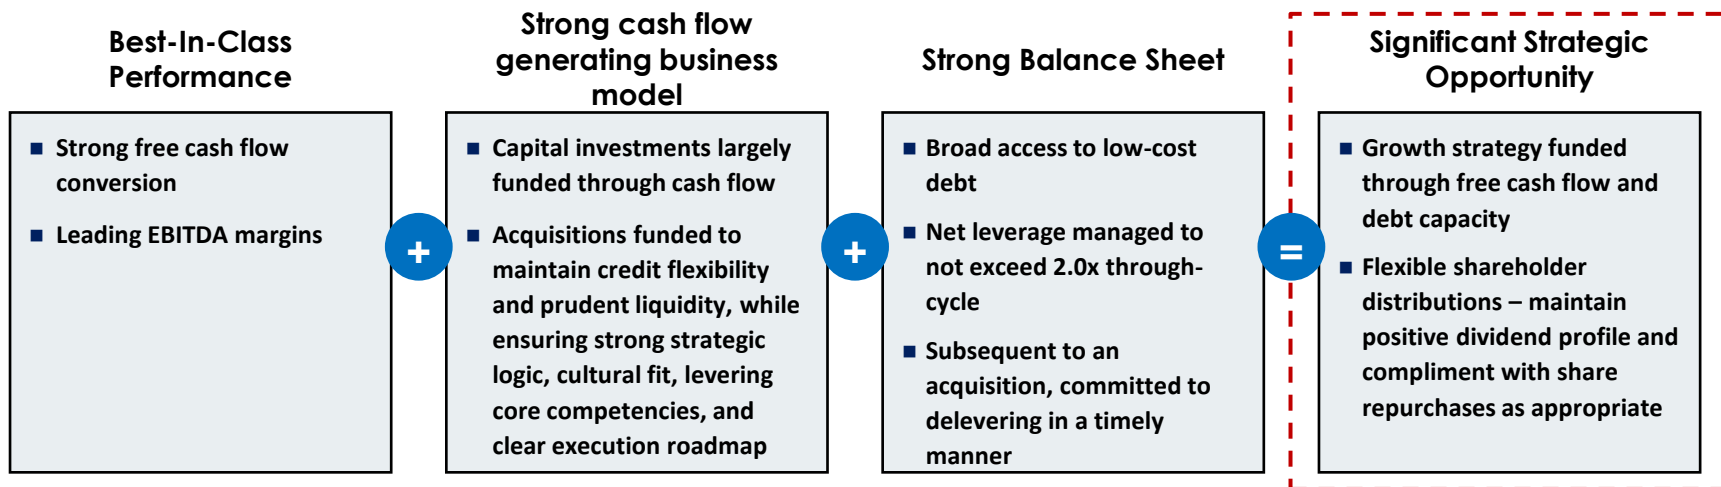 Best-In-Class
Performance
■ Strong free cash flow
conversion
■ Leading EBITDA margins
+
Strong cash flow
generating business
model
■ Capital investments largely
funded through cash flow
■ Acquisitions funded to
maintain credit flexibility
and prudent liquidity, while
ensuring strong strategic
logic, cultural fit, levering
core competencies, and
clear execution roadmap
+
Strong Balance Sheet
■ Broad access to low-cost
debt
■ Net leverage managed to
not exceed 2.0x through-
cycle
■ Subsequent to an
acquisition, committed to
delevering in a timely
manner
=
Significant Strategic
Opportunity
■ Growth strategy funded
through free cash flow and
debt capacity
■ Flexible shareholder
distributions – maintain
positive dividend profile and
compliment with share
repurchases as appropriate